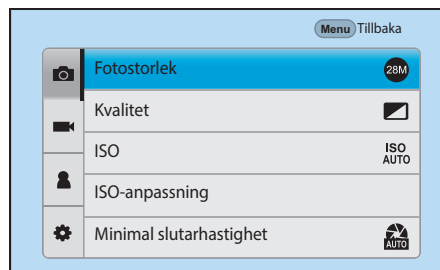 Menu Tillbaka
Fotostorlek 28M
Kvalitet
ISO ISO AUTO
ISO-anpassning
Minimal slutarhastighet AUTO